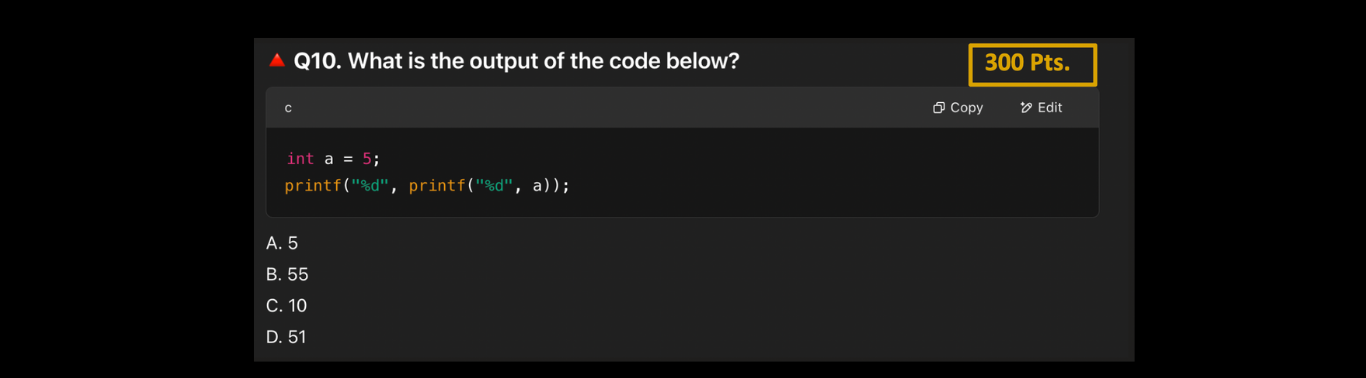 🔺 Q10. What is the output of the code below?
300 Pts.
c
Copy
Edit
int a = 5;
printf("%d", printf("%d", a));
A. 5
B. 55
C. 10
D. 51